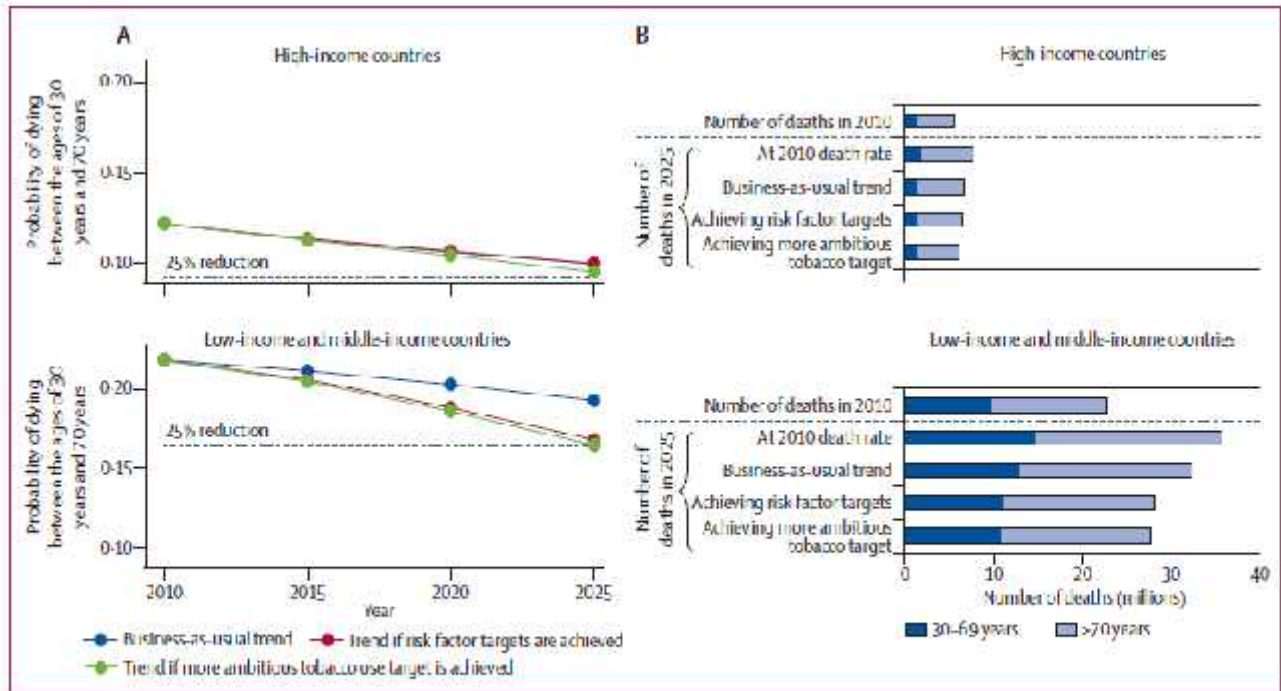 A
High-income countries
Probability of dying
between the ages of 30
years and 70 years
0·20
0·15
0·10
25% reduction
Low-income and middle-income countries
Probability of dying
between the ages of 30
years and 70 years
0·20
25% reduction
0·15
0·10
2010
2015
2020
2025
Year
Business-as-usual trend
Trend if risk factor targets are achieved
Trend if more ambitious tobacco use target is achieved
B
High-income countries
Number of deaths in 2010
Number of
deaths in 2025
At 2010 death rate
Business-as-usual trend
Achieving risk factor targets
Achieving more ambitious
tobacco target
Low-income and middle-income countries
Number of deaths in 2010
Number of
deaths in 2025
At 2010 death rate
Business-as-usual trend
Achieving risk factor targets
Achieving more ambitious
tobacco target
0
10
20
30
40
Number of deaths (millions)
30–69 years
>70 years